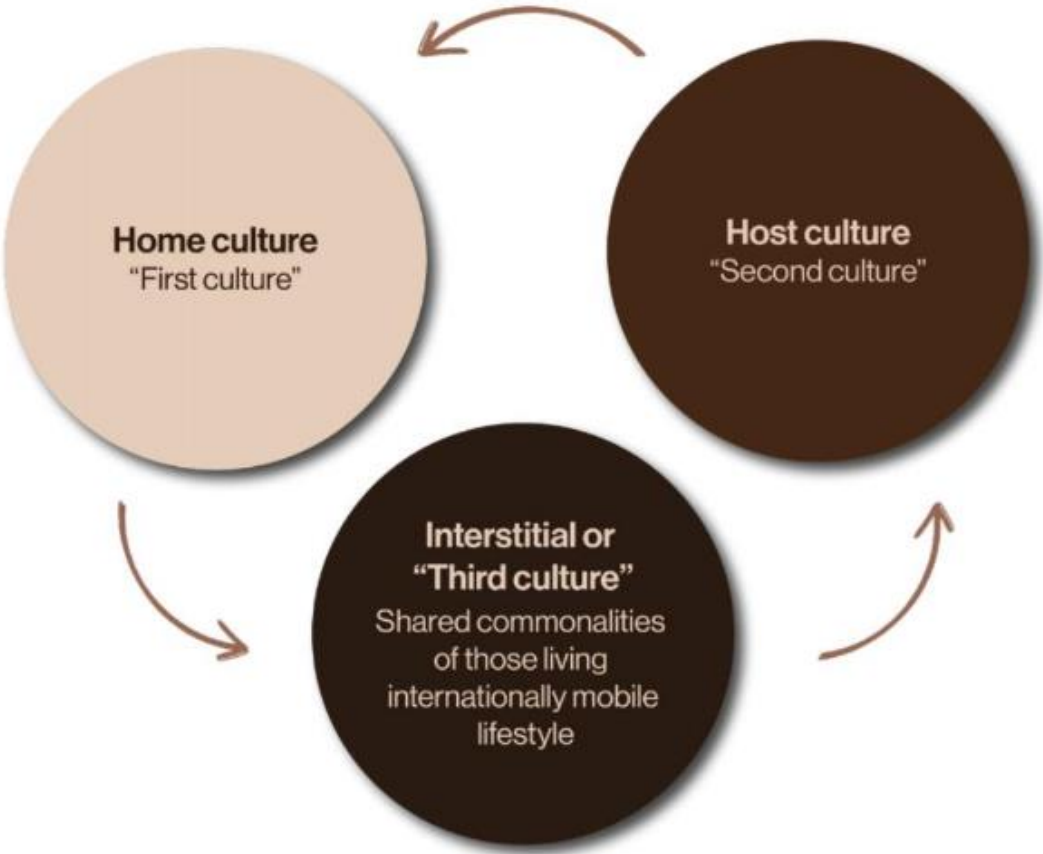 Home culture
“First culture”
Host culture
“Second culture”
Interstitial or
“Third culture”
Shared commonalities
of those living
internationally mobile
lifestyle